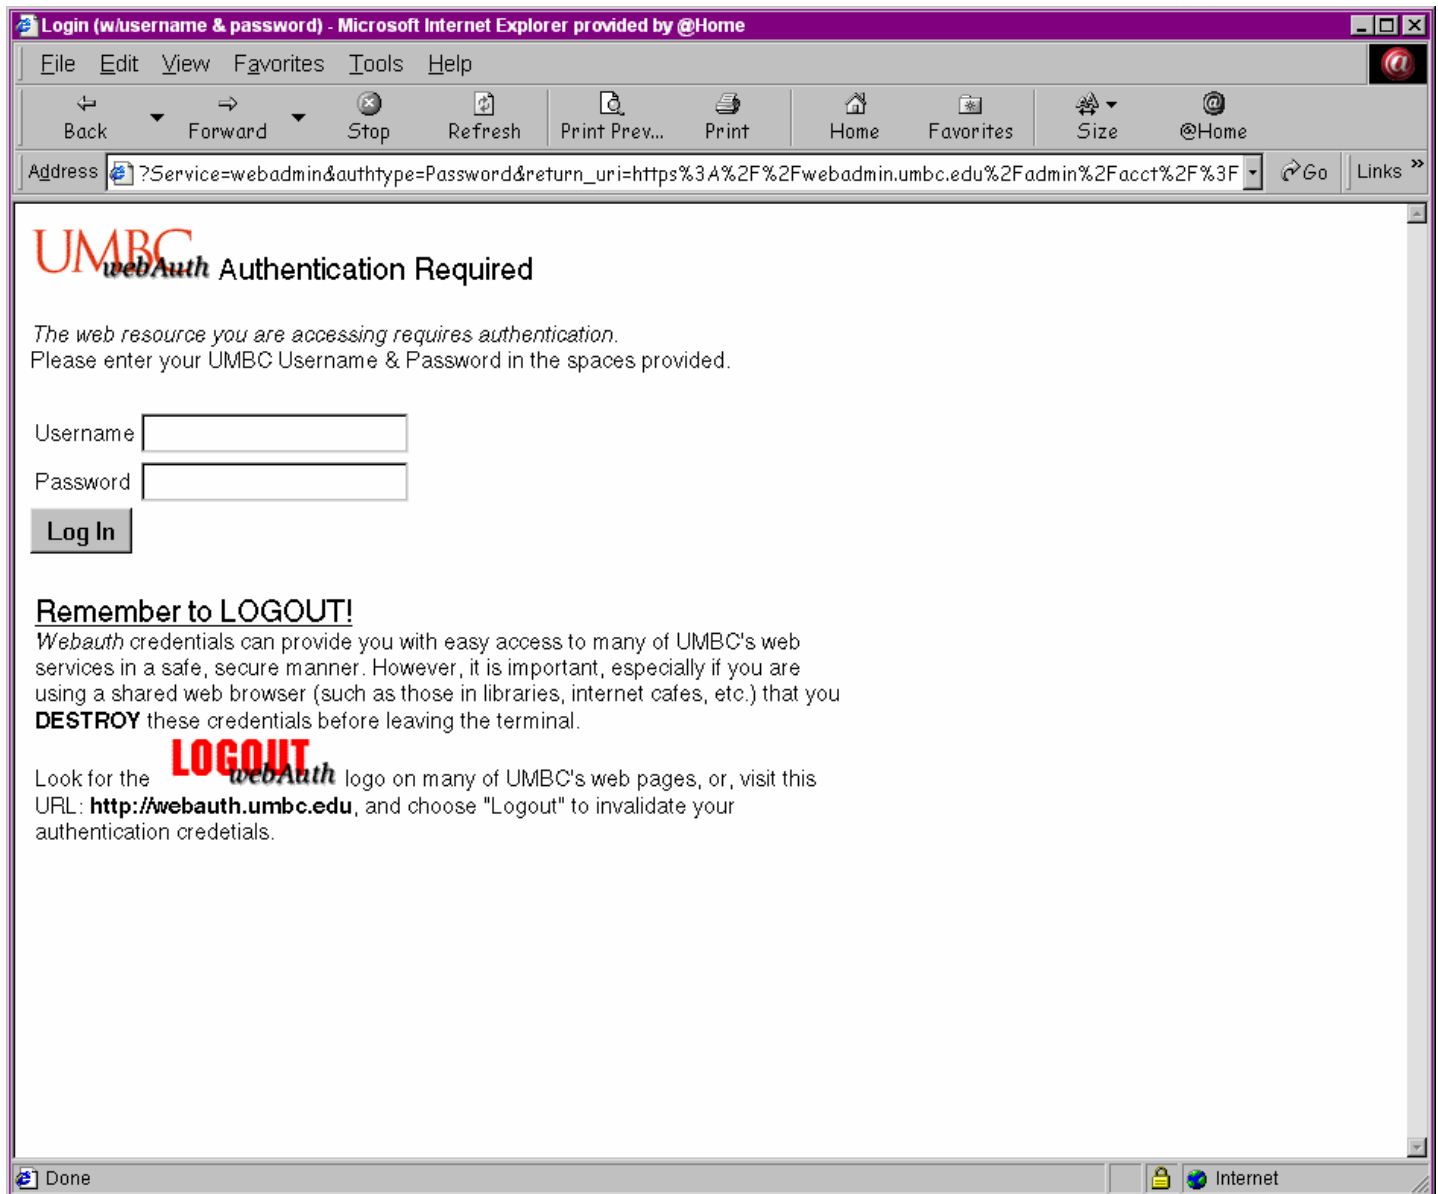 Login (w/username & password) - Microsoft Internet Explorer provided by @Home
File Edit View Favorites Tools Help
Back Forward Stop Refresh Print Prev... Print Home Favorites Size @Home
Address ?Service=webadmin&authtype=Password&return_uri=https%3A%2F%2Fwebadmin.umbc.edu%2Fadmin%2Facct%2F%3F Go Links »
UMBC webAuth Authentication Required
The web resource you are accessing requires authentication.
Please enter your UMBC Username & Password in the spaces provided.
Username
Password
Log In
Remember to LOGOUT!
Webauth credentials can provide you with easy access to many of UMBC's web
services in a safe, secure manner. However, it is important, especially if you are
using a shared web browser (such as those in libraries, internet cafes, etc.) that you
DESTROY these credentials before leaving the terminal.
Look for the LOGOUT webAuth logo on many of UMBC's web pages, or, visit this
URL: http://webauth.umbc.edu, and choose "Logout" to invalidate your
authentication credetials.
Done Internet